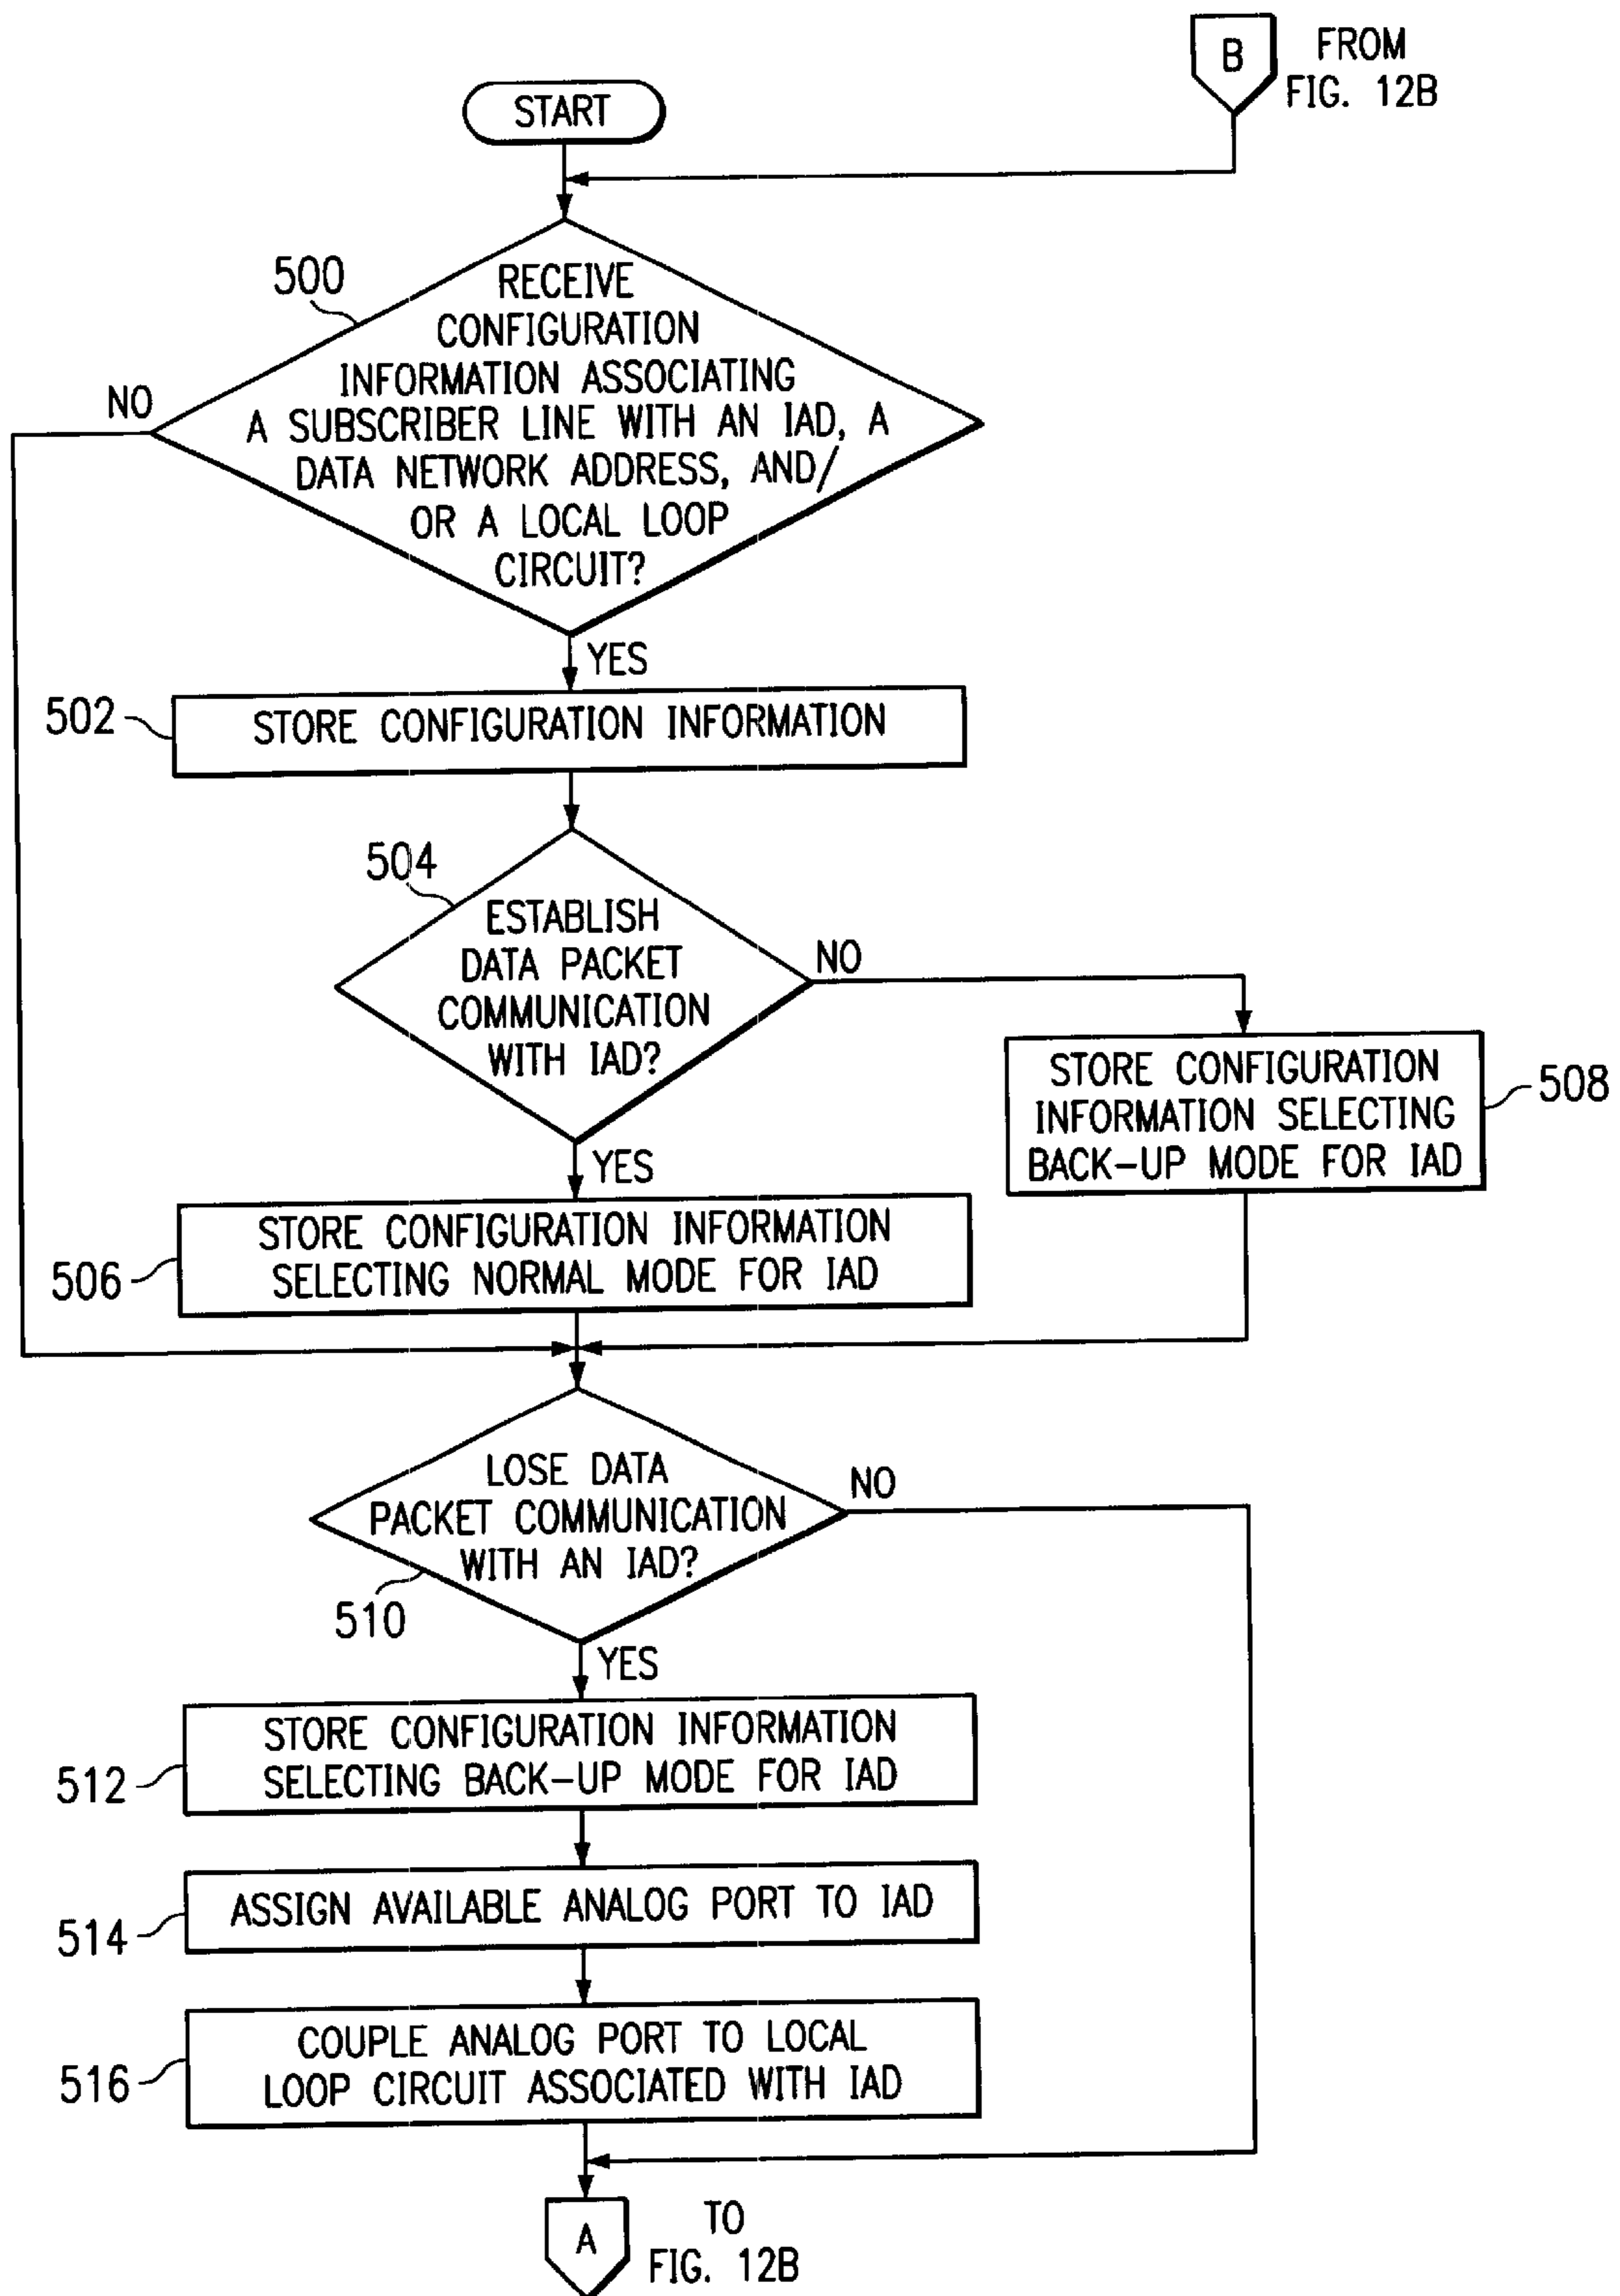 B
FROM
FIG. 12B
START
500
RECEIVE
CONFIGURATION
INFORMATION ASSOCIATING
A SUBSCRIBER LINE WITH AN IAD, A
DATA NETWORK ADDRESS, AND/
OR A LOCAL LOOP
CIRCUIT?
NO
YES
502
STORE CONFIGURATION INFORMATION
504
ESTABLISH
DATA PACKET
COMMUNICATION
WITH IAD?
NO
YES
STORE CONFIGURATION
INFORMATION SELECTING
BACK-UP MODE FOR IAD
508
506
STORE CONFIGURATION INFORMATION
SELECTING NORMAL MODE FOR IAD
LOSE DATA
PACKET COMMUNICATION
WITH AN IAD?
NO
510
YES
512
STORE CONFIGURATION INFORMATION
SELECTING BACK-UP MODE FOR IAD
514
ASSIGN AVAILABLE ANALOG PORT TO IAD
516
COUPLE ANALOG PORT TO LOCAL
LOOP CIRCUIT ASSOCIATED WITH IAD
A
TO
FIG. 12B